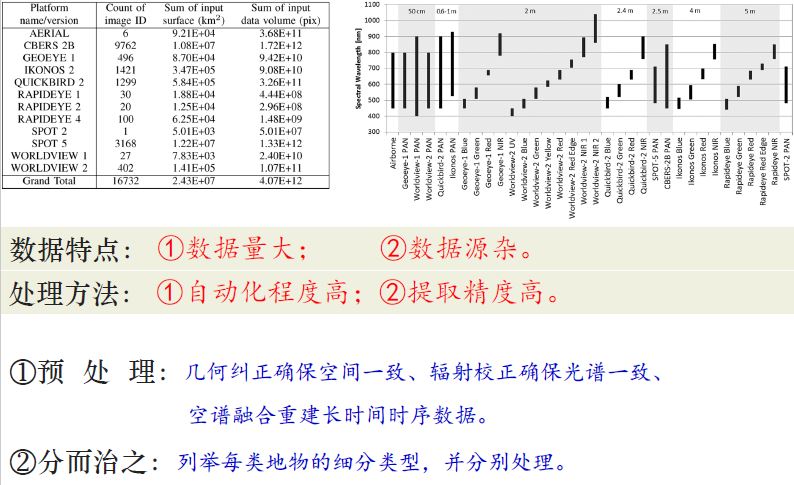 Platform name/version Count of image ID Sum of input surface (km²) Sum of input data volume (pix)
AERIAL 6 9.21E+04 3.68E+11
CBERS 2B 9762 1.08E+07 1.72E+12
GEOEYE 1 496 8.70E+04 9.42E+10
IKONOS 2 1421 3.47E+05 9.08E+10
QUICKBIRD 2 1299 5.84E+05 3.26E+11
RAPIDEYE 1 30 1.88E+04 4.44E+08
RAPIDEYE 2 20 1.25E+04 2.96E+08
RAPIDEYE 4 100 6.25E+04 1.48E+09
SPOT 2 1 5.01E+03 5.01E+07
SPOT 5 3168 1.22E+07 1.33E+12
WORLDVIEW 1 27 7.83E+03 2.40E+10
WORLDVIEW 2 402 1.41E+05 1.07E+11
Grand Total 16732 2.43E+07 4.07E+12
Spectral Wavelength [nm]
1100
1000
900
800
700
600
500
400
300
50 cm 0.6-1 m 2 m 2.4 m 2.5 m 4 m 5 m
Airborne
Geoeye-1 PAN
Worldview-1 PAN
Worldview-2 PAN
Quickbird-2 PAN
Ikonos PAN
Geoeye-1 Blue
Geoeye-1 Green
Geoeye-1 Red
Geoeye-1 NIR
Worldview-2 UV
Worldview-2 Blue
Worldview-2 Green
Worldview-2 Yellow
Worldview-2 Red
Worldview-2 Red Edge
Worldview-2 NIR 1
Worldview-2 NIR 2
Quickbird-2 Blue
Quickbird-2 Green
Quickbird-2 Red
Quickbird-2 NIR
SPOT-5 PAN
CBERS-2B PAN
Ikonos Blue
Ikonos Green
Ikonos Red
Ikonos NIR
Rapideye Blue
Rapideye Green
Rapideye Red
Rapideye Red Edge
Rapideye NIR
SPOT-2 PAN
数据特点：①数据量大； ②数据源杂。
处理方法：①自动化程度高；②提取精度高。
①预 处 理：几何纠正确保空间一致、辐射校正确保光谱一致、
空谱融合重建长时间时序数据。
②分而治之：列举每类地物的细分类型，并分别处理。